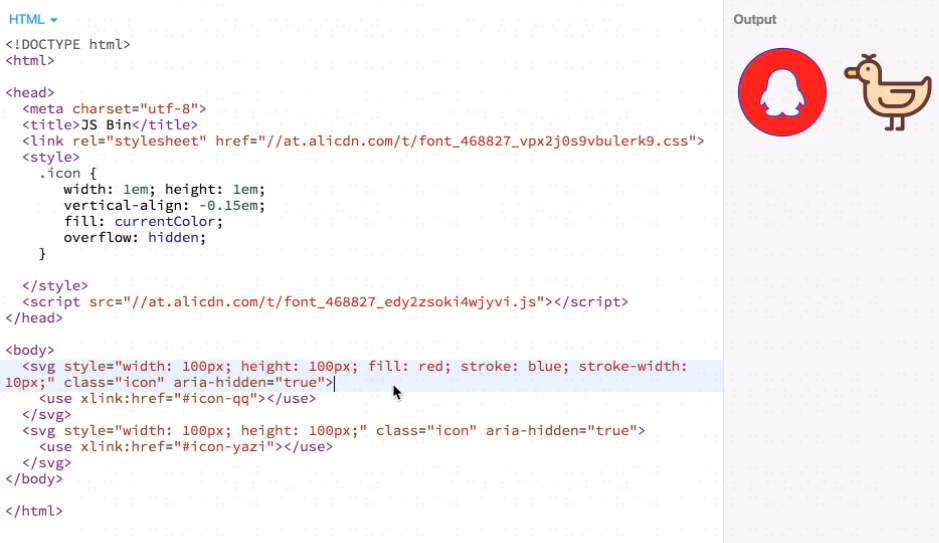 HTML
Output
<!DOCTYPE html>
<html>
<head>
<meta charset="utf-8">
<title>JS Bin</title>
<link rel="stylesheet" href="//at.alicdn.com/t/font_468827_vpx2j0s9vbulerk9.css">
<style>
.icon {
width: 1em; height: 1em;
vertical-align: -0.15em;
fill: currentColor;
overflow: hidden;
}
</style>
<script src="//at.alicdn.com/t/font_468827_edy2zsoki4wjyvi.js"></script>
</head>
<body>
<svg style="width: 100px; height: 100px; fill: red; stroke: blue; stroke-width:
10px;" class="icon" aria-hidden="true">
<use xlink:href="#icon-qq"></use>
</svg>
<svg style="width: 100px; height: 100px;" class="icon" aria-hidden="true">
<use xlink:href="#icon-yazi"></use>
</svg>
</body>
</html>